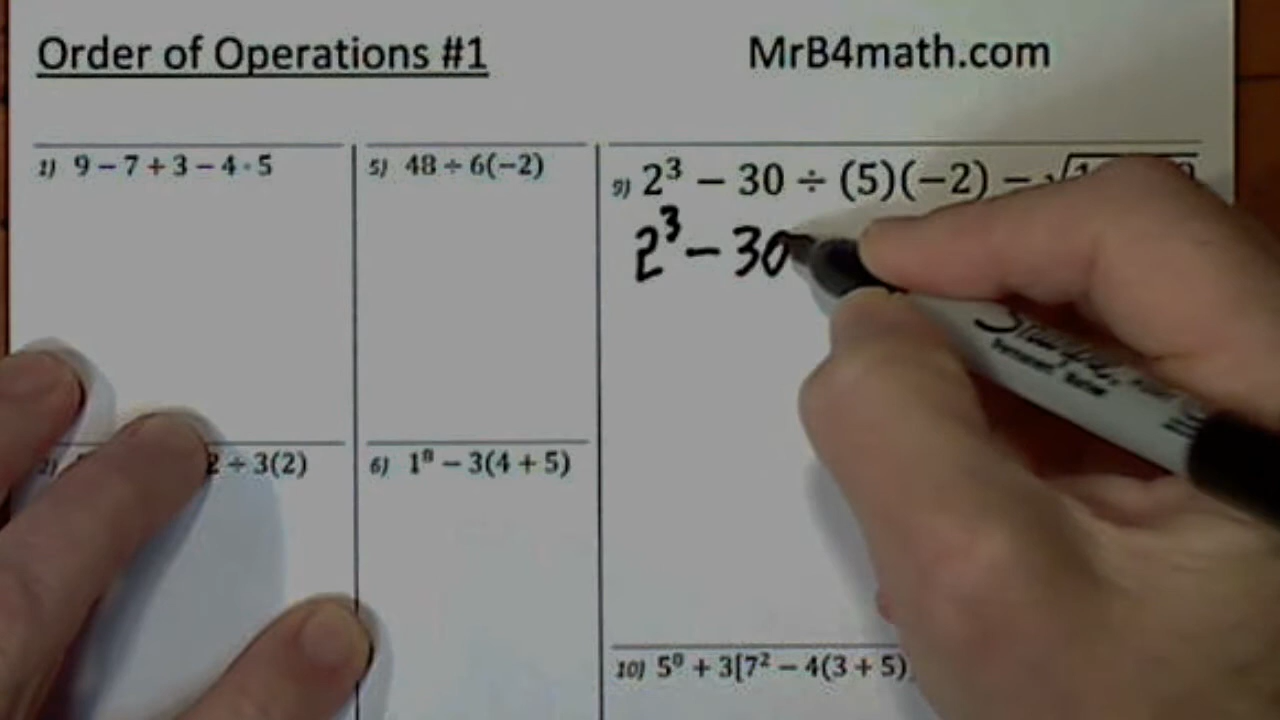 Order of Operations #1
MrB4math.com
1) 9 − 7 + 3 − 4 · 5
5) 48 ÷ 6(−2)
9) 2³ − 30 ÷ (5)(−2) − √
2³ − 30
2) 2 ÷ 3(2)
6) 1⁸ − 3(4 + 5)
10) 5⁰ + 3[7² − 4(3 + 5)